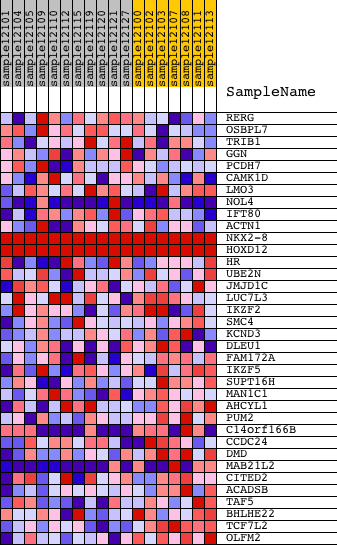 sample12101
sample12104
sample12105
sample12109
sample12110
sample12112
sample12115
sample12119
sample12120
sample12124
sample12127
sample12100
sample12102
sample12103
sample12107
sample12108
sample12111
sample12113
SampleName
RERG
OSBPL7
TRIB1
GGN
PCDH7
CAMK1D
LMO3
NOL4
IFT80
ACTN1
NKX2-8
HOXD12
HR
UBE2N
JMJD1C
LUC7L3
IKZF2
SMC4
KCND3
DLEU1
FAM172A
IKZF5
SUPT16H
MAN1C1
AHCYL1
PUM2
C14orf166B
CCDC24
DMD
MAB21L2
CITED2
ACADSB
TAF5
BHLHE22
TCF7L2
OLFM2